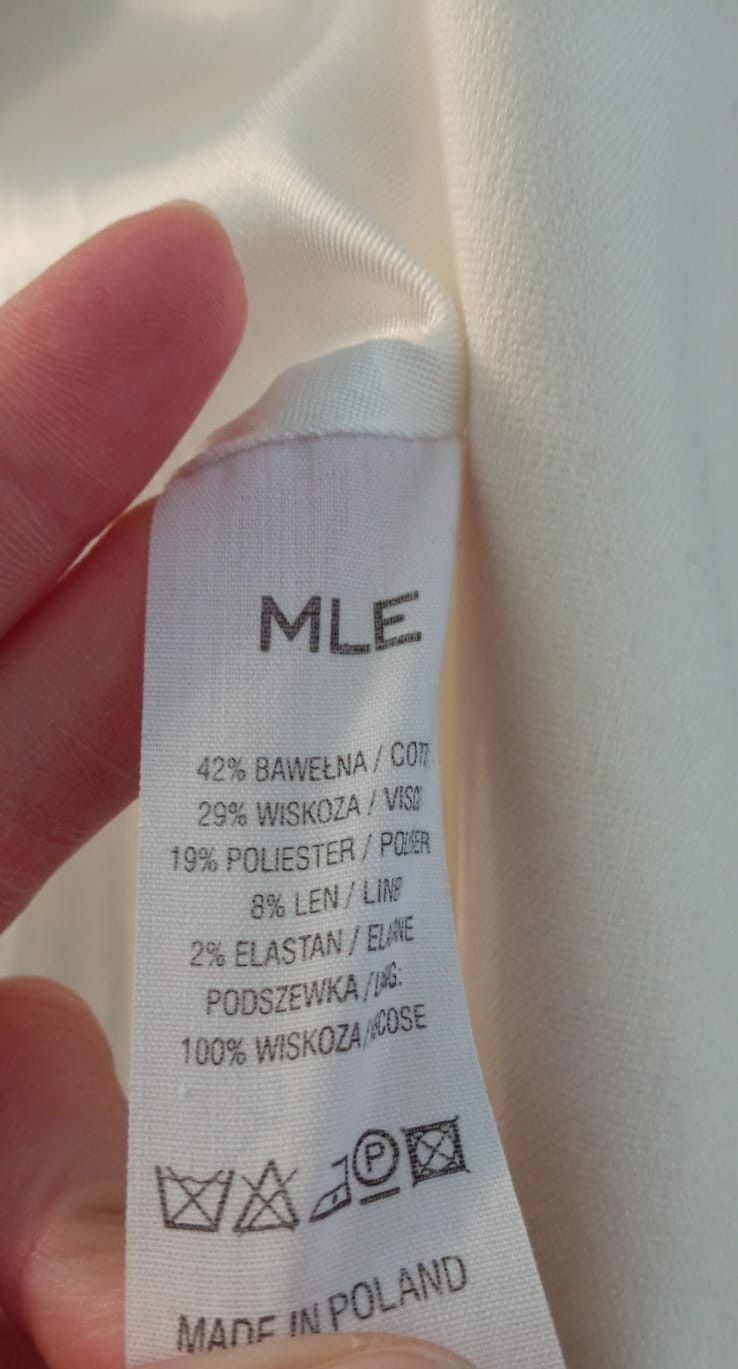 MLE
42% BAWEŁNA /
29% WISKOZA /
19% POLIESTER /
8% LEN /
2% ELASTAN /
PODSZEWKA /
100% WISKOZA/
P
MADE IN POLAND